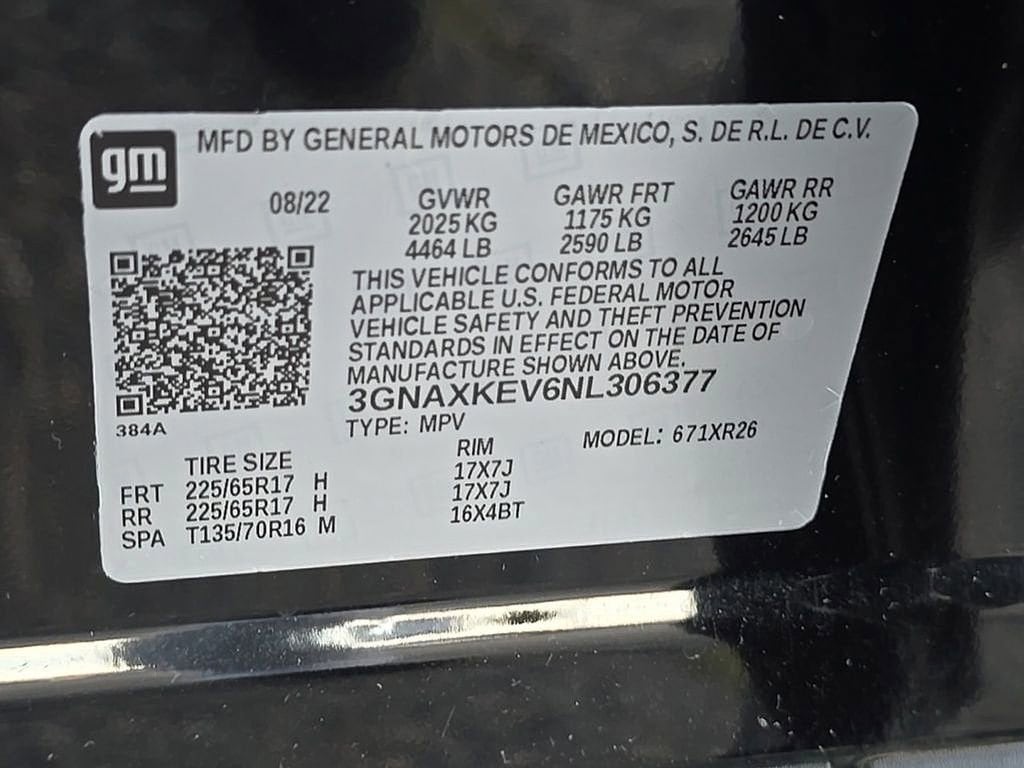 gm
MFD BY GENERAL MOTORS DE MEXICO, S. DE R.L. DE C.V.
08/22 GVWR GAWR FRT GAWR RR
2025 KG 1175 KG 1200 KG
4464 LB 2590 LB 2645 LB
THIS VEHICLE CONFORMS TO ALL
APPLICABLE U.S. FEDERAL MOTOR
VEHICLE SAFETY AND THEFT PREVENTION
STANDARDS IN EFFECT ON THE DATE OF
MANUFACTURE SHOWN ABOVE.
3GNAXKEV6NL306377
384A
TYPE: MPV MODEL: 671XR26
TIRE SIZE RIM
FRT 225/65R17 H 17X7J
RR 225/65R17 H 17X7J
SPA T135/70R16 M 16X4BT